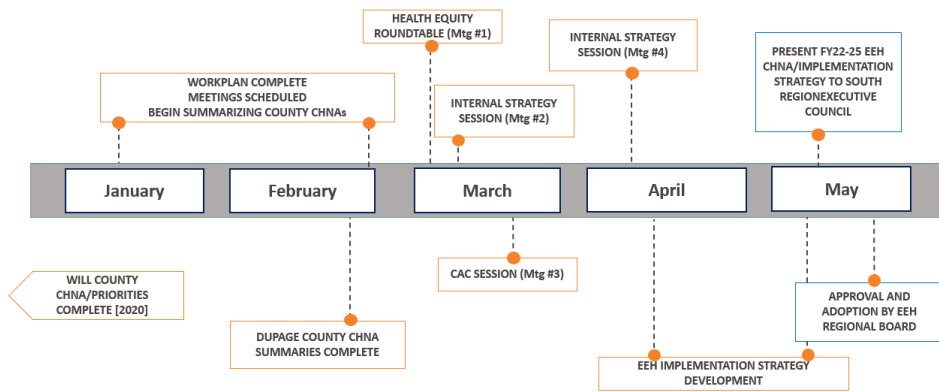 HEALTH EQUITY
ROUNDTABLE (Mtg #1)
INTERNAL STRATEGY
SESSION (Mtg #4)
PRESENT FY22-25 EEH
CHNA/IMPLEMENTATION
STRATEGY TO SOUTH
REGIONEXECUTIVE
COUNCIL
WORKPLAN COMPLETE
MEETINGS SCHEDULED
BEGIN SUMMARIZING COUNTY CHNAs
INTERNAL STRATEGY
SESSION (Mtg #2)
January
February
March
April
May
WILL COUNTY
CHNA/PRIORITIES
COMPLETE [2020]
CAC SESSION (Mtg #3)
APPROVAL AND
ADOPTION BY EEH
REGIONAL BOARD
DUPAGE COUNTY CHNA
SUMMARIES COMPLETE
EEH IMPLEMENTATION STRATEGY
DEVELOPMENT